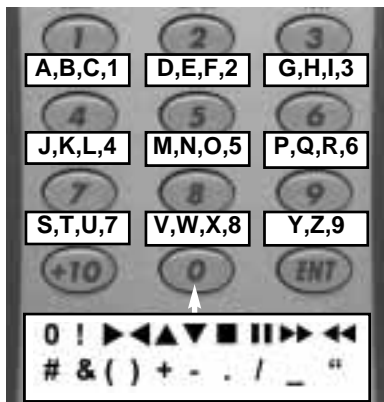 1 2 3
A,B,C,1 D,E,F,2 G,H,I,3
4 5 6
J,K,L,4 M,N,O,5 P,Q,R,6
7 8 9
S,T,U,7 V,W,X,8 Y,Z,9
+10 0 ENT
0 ! ▶ ◀ ▲ ▼ ■ ❚❚ ▶▶ ◀◀
# & ( ) + - . / _ “